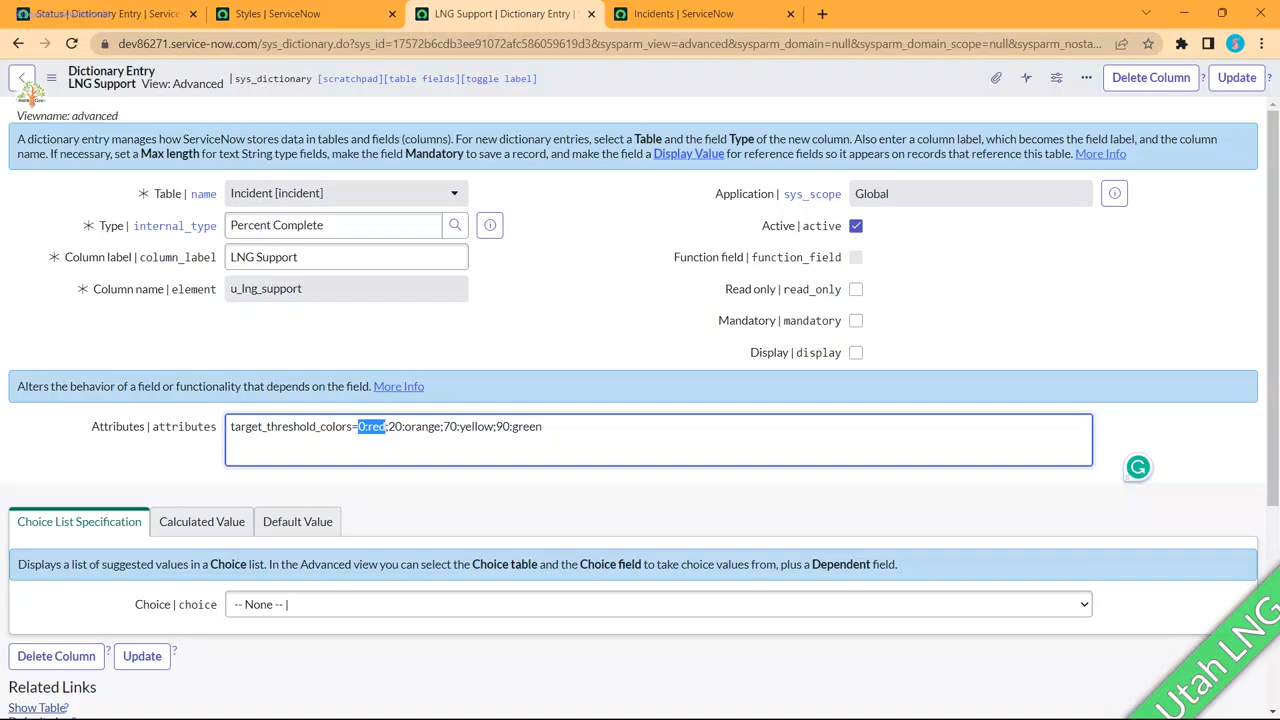 Status | Dictionary Entry | Service
Styles | ServiceNow
LNG Support | Dictionary Entry |
Incidents | ServiceNow
dev86271.service-now.com/sys_dictionary.do?sys_id=17572b6cdb3ee91072afc586059619d3&sysparm_view=advanced&sysparm_domain=null&sysparm_domain_scope=null&sysparm_nosta...
Dictionary Entry
LNG Support View: Advanced |sys_dictionary [scratchpad][table fields][toggle label]
Delete Column ? Update ?
Viewname: advanced
A dictionary entry manages how ServiceNow stores data in tables and fields (columns). For new dictionary entries, select a Table and the field Type of the new column. Also enter a column label, which becomes the field label, and the column
name. If necessary, set a Max length for text String type fields, make the field Mandatory to save a record, and make the field a Display Value for reference fields so it appears on records that reference this table. More Info
Table | name Incident [incident]
Application | sys_scope Global
Type | internal_type Percent Complete
Active | active
Column label | column_label LNG Support
Function field | function_field
Column name | element u_lng_support
Read only | read_only
Mandatory | mandatory
Display | display
Alters the behavior of a field or functionality that depends on the field. More Info
Attributes | attributes target_threshold_colors=0:red;20:orange;70:yellow;90:green
Choice List Specification Calculated Value Default Value
Displays a list of suggested values in a Choice list. In the Advanced view you can select the Choice table and the Choice field to take choice values from, plus a Dependent field.
Choice | choice -- None -- |
Delete Column ? Update ?
Related Links
Show Table ?
Utah LNG